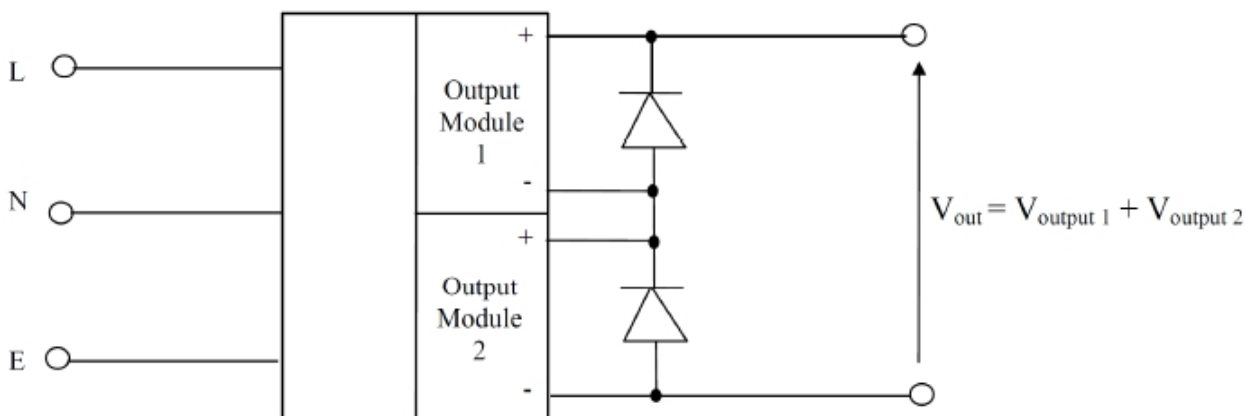 L
N
E
+
Output
Module
1
-
+
Output
Module
2
-
V_out = V_output 1 + V_output 2